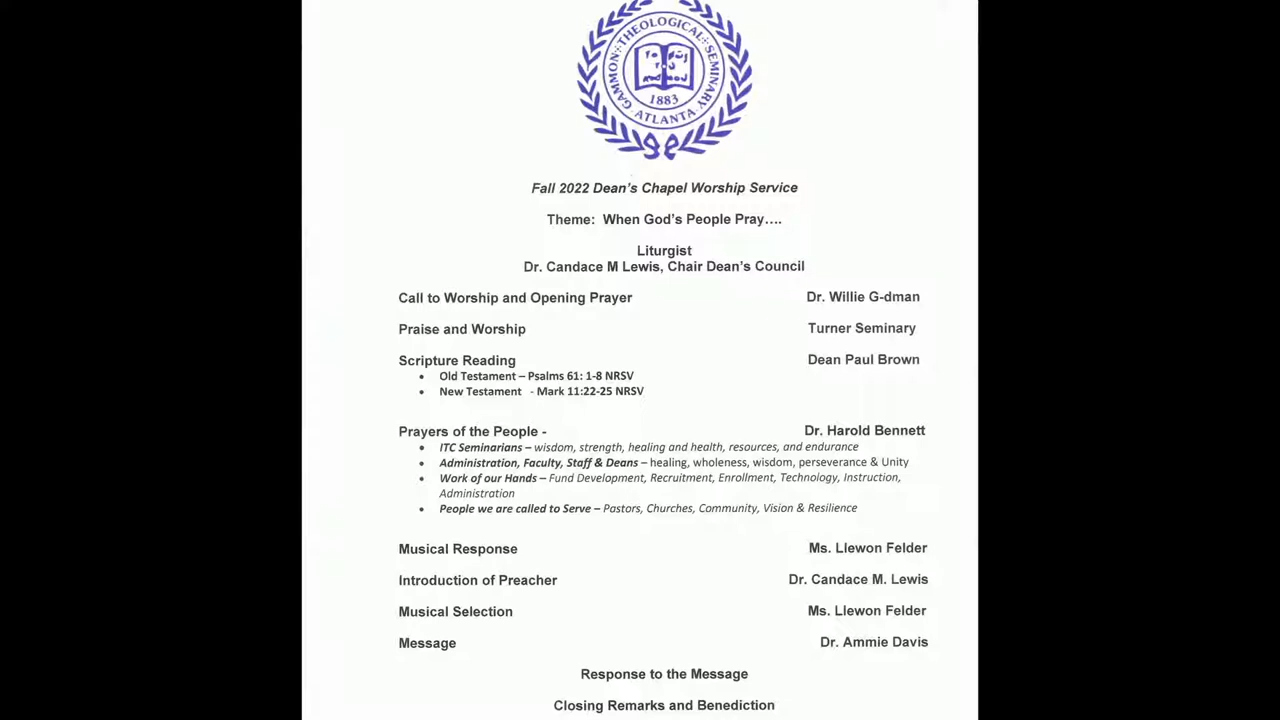 GAMMON THEOLOGICAL SEMINARY
1883
ATLANTA
Fall 2022 Dean's Chapel Worship Service
Theme: When God's People Pray….
Liturgist
Dr. Candace M Lewis, Chair Dean's Council
Call to Worship and Opening Prayer Dr. Willie G-dman
Praise and Worship Turner Seminary
Scripture Reading Dean Paul Brown
• Old Testament – Psalms 61: 1-8 NRSV
• New Testament - Mark 11:22-25 NRSV
Prayers of the People - Dr. Harold Bennett
• ITC Seminarians – wisdom, strength, healing and health, resources, and endurance
• Administration, Faculty, Staff & Deans – healing, wholeness, wisdom, perseverance & Unity
• Work of our Hands – Fund Development, Recruitment, Enrollment, Technology, Instruction,
Administration
• People we are called to Serve – Pastors, Churches, Community, Vision & Resilience
Musical Response Ms. Llewon Felder
Introduction of Preacher Dr. Candace M. Lewis
Musical Selection Ms. Llewon Felder
Message Dr. Ammie Davis
Response to the Message
Closing Remarks and Benediction